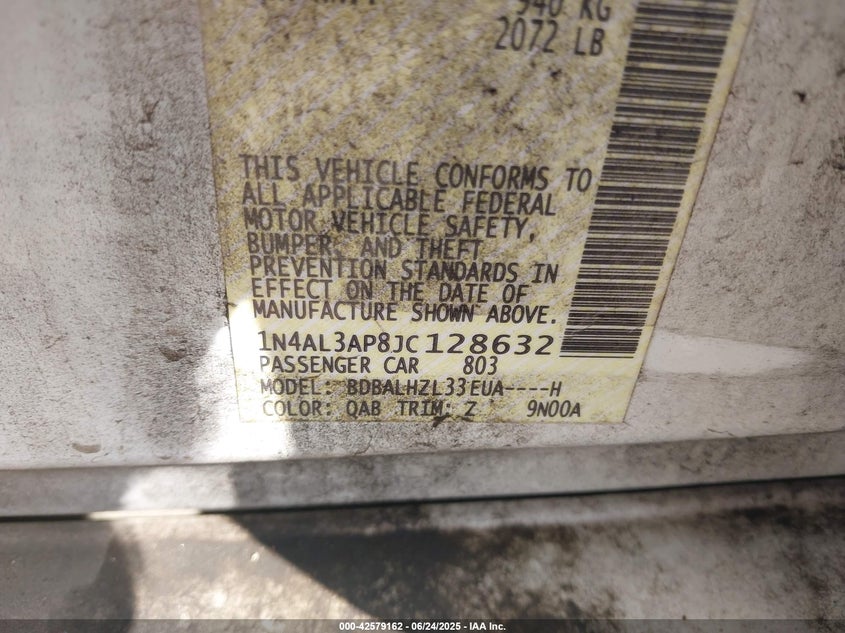 940 KG
2072 LB
THIS VEHICLE CONFORMS TO
ALL APPLICABLE FEDERAL
MOTOR VEHICLE SAFETY,
BUMPER, AND THEFT
PREVENTION STANDARDS IN
EFFECT ON THE DATE OF
MANUFACTURE SHOWN ABOVE.
1N4AL3AP8JC128632
PASSENGER CAR 803
MODEL: BDBALHZL33EUA----H
COLOR: QAB TRIM: Z 9N00A
000-42579162 - 06/24/2025 - IAA Inc.